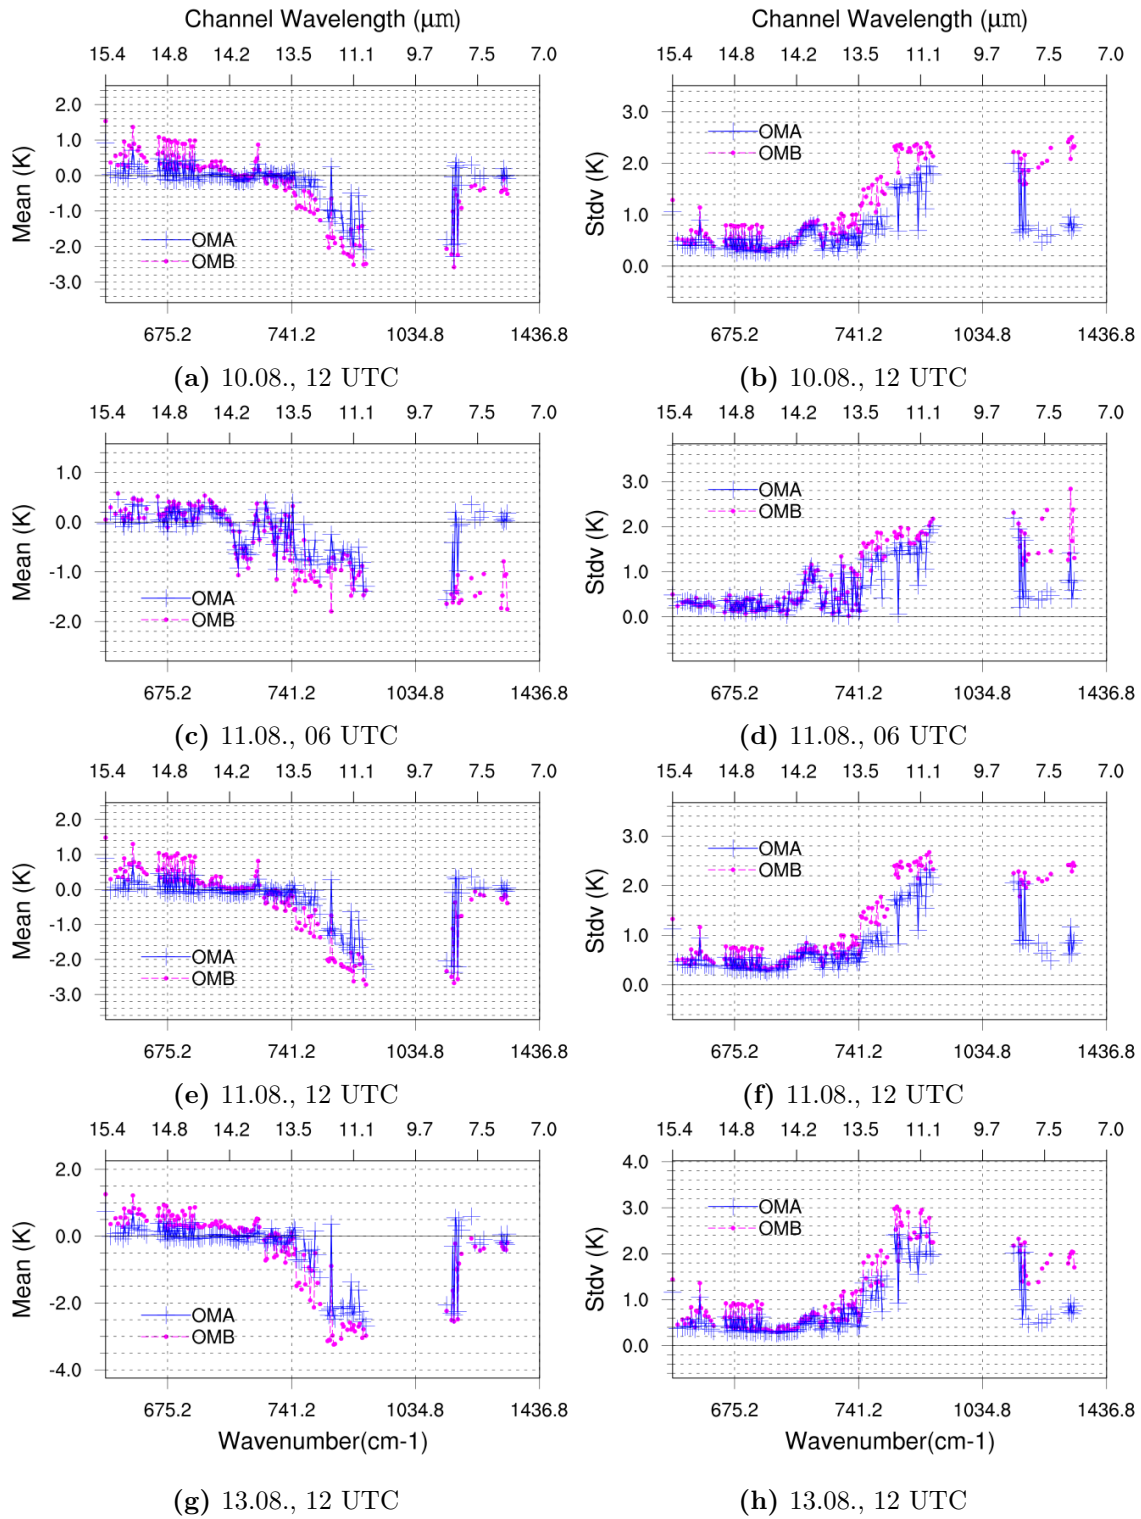 Channel Wavelength (μm) Channel Wavelength (μm)
15.4 14.8 14.2 13.5 11.1 9.7 7.5 7.0 15.4 14.8 14.2 13.5 11.1 9.7 7.5 7.0
Mean (K) 2.0 1.0 0.0 -1.0 -2.0 -3.0 OMA OMB
Stdv (K) 3.0 2.0 1.0 0.0 OMA OMB
675.2 741.2 1034.8 1436.8 675.2 741.2 1034.8 1436.8
(a) 10.08., 12 UTC (b) 10.08., 12 UTC
15.4 14.8 14.2 13.5 11.1 9.7 7.5 7.0 15.4 14.8 14.2 13.5 11.1 9.7 7.5 7.0
Mean (K) 1.0 0.0 -1.0 -2.0 OMA OMB
Stdv (K) 3.0 2.0 1.0 0.0 OMA OMB
675.2 741.2 1034.8 1436.8 675.2 741.2 1034.8 1436.8
(c) 11.08., 06 UTC (d) 11.08., 06 UTC
15.4 14.8 14.2 13.5 11.1 9.7 7.5 7.0 15.4 14.8 14.2 13.5 11.1 9.7 7.5 7.0
Mean (K) 2.0 1.0 0.0 -1.0 -2.0 -3.0 OMA OMB
Stdv (K) 3.0 2.0 1.0 0.0 OMA OMB
675.2 741.2 1034.8 1436.8 675.2 741.2 1034.8 1436.8
(e) 11.08., 12 UTC (f) 11.08., 12 UTC
15.4 14.8 14.2 13.5 11.1 9.7 7.5 7.0 15.4 14.8 14.2 13.5 11.1 9.7 7.5 7.0
Mean (K) 2.0 0.0 -2.0 -4.0 OMA OMB
Stdv (K) 4.0 3.0 2.0 1.0 0.0 OMA OMB
675.2 741.2 1034.8 1436.8 675.2 741.2 1034.8 1436.8
Wavenumber(cm-1) Wavenumber(cm-1)
(g) 13.08., 12 UTC (h) 13.08., 12 UTC